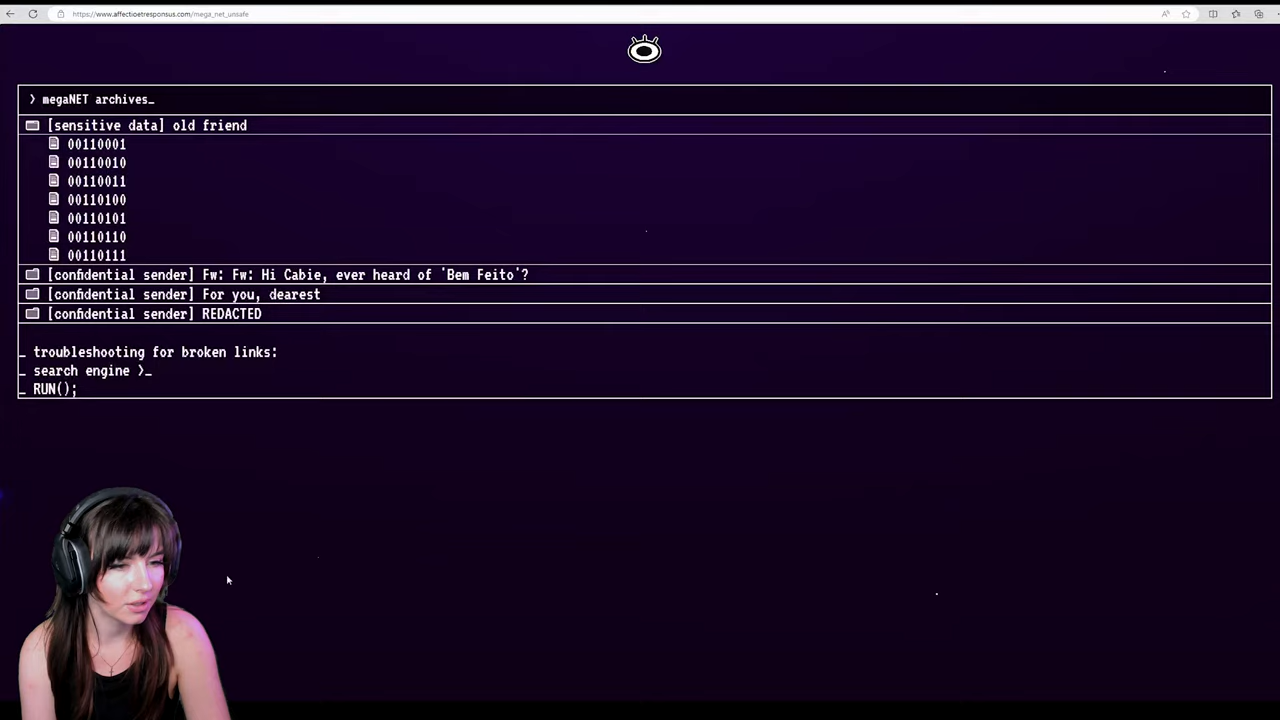 https://www.affectioetresponsus.com/mega_net_unsafe
❯ megaNET archives_
[sensitive data] old friend
00110001
00110010
00110011
00110100
00110101
00110110
00110111
[confidential sender] Fw: Fw: Hi Cabie, ever heard of 'Bem Feito'?
[confidential sender] For you, dearest
[confidential sender] REDACTED
_ troubleshooting for broken links:
_ search engine ❯_
_ RUN();